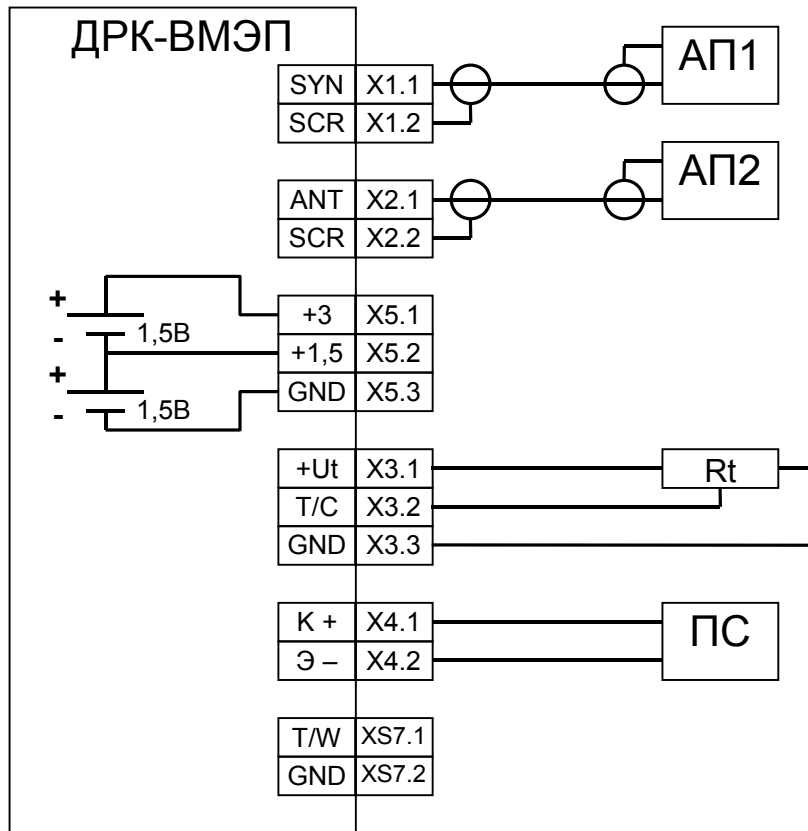 ДРК-ВМЭП
АП1
SYN X1.1
SCR X1.2
АП2
ANT X2.1
SCR X2.2
+
+3 X5.1
- 1,5В
+1,5 X5.2
+
GND X5.3
- 1,5В
+Ut X3.1 Rt
T/C X3.2
GND X3.3
К + X4.1 ПС
Э – X4.2
T/W XS7.1
GND XS7.2